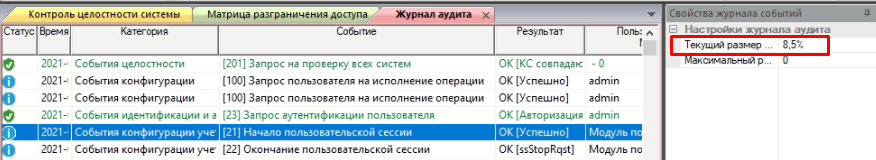 Контроль целостности системы Матрица разграничения доступа Журнал аудита
Свойства журнала событий
Статус Время Категория Событие Результат Польз
Настройки журнала аудита
Текущий размер ... 8,5%
Максимальный р... 0
2021-( События целостности [201] Запрос на проверку всех систем OK [КС совпадаю - 0
2021-( События конфигурации [100] Запрос пользователя на исполнение операции OK [Успешно] admin
2021-( События конфигурации [100] Запрос пользователя на исполнение операции OK [Успешно] admin
2021-( События идентификации и а [23] Запрос аутентификации пользователя OK [Авторизация admin
2021-( События конфигурации учет [21] Начало пользовательской сессии OK [Успешно] Модуль по
2021-( События конфигурации учет [22] Окончание пользовательской сессии OK [ssStopRqst] Модуль по